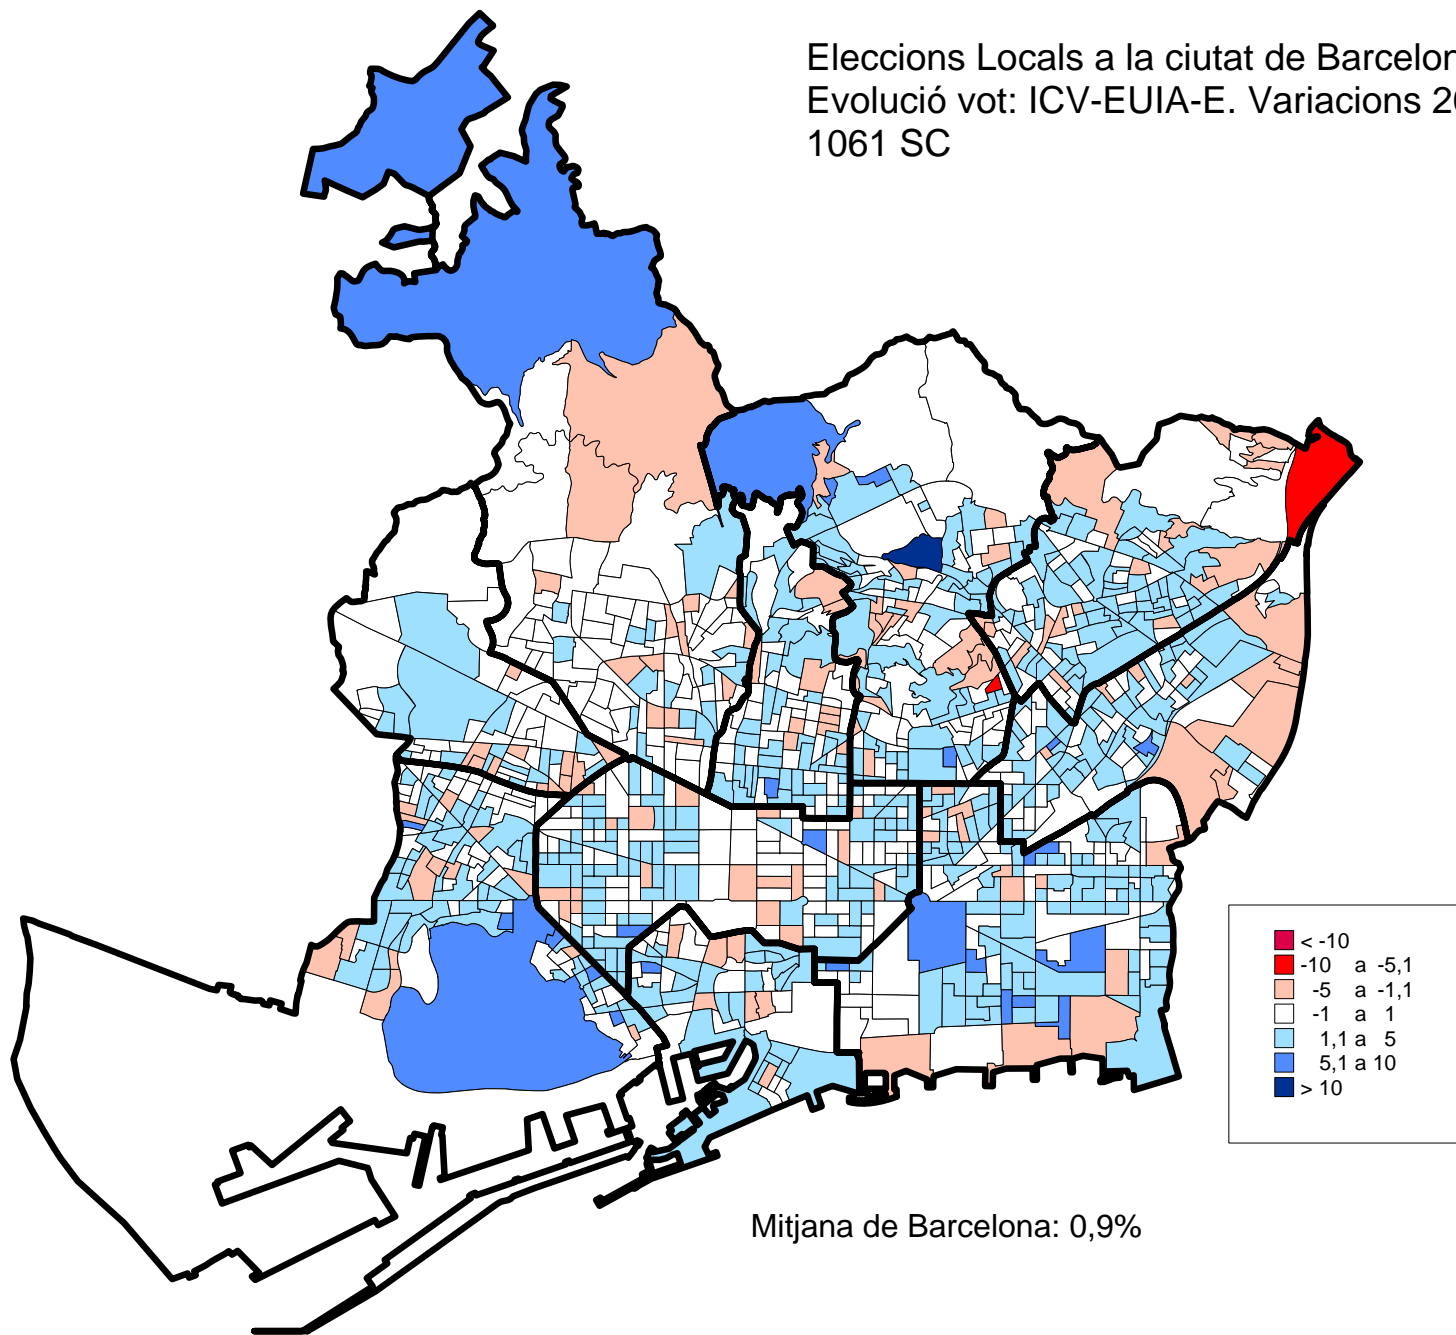 Eleccions Locals a la ciutat de Barcelon
Evolució vot: ICV-EUIA-E. Variacions 20
1061 SC
< -10
-10 a -5,1
-5 a -1,1
-1 a 1
1,1 a 5
5,1 a 10
> 10
Mitjana de Barcelona: 0,9%